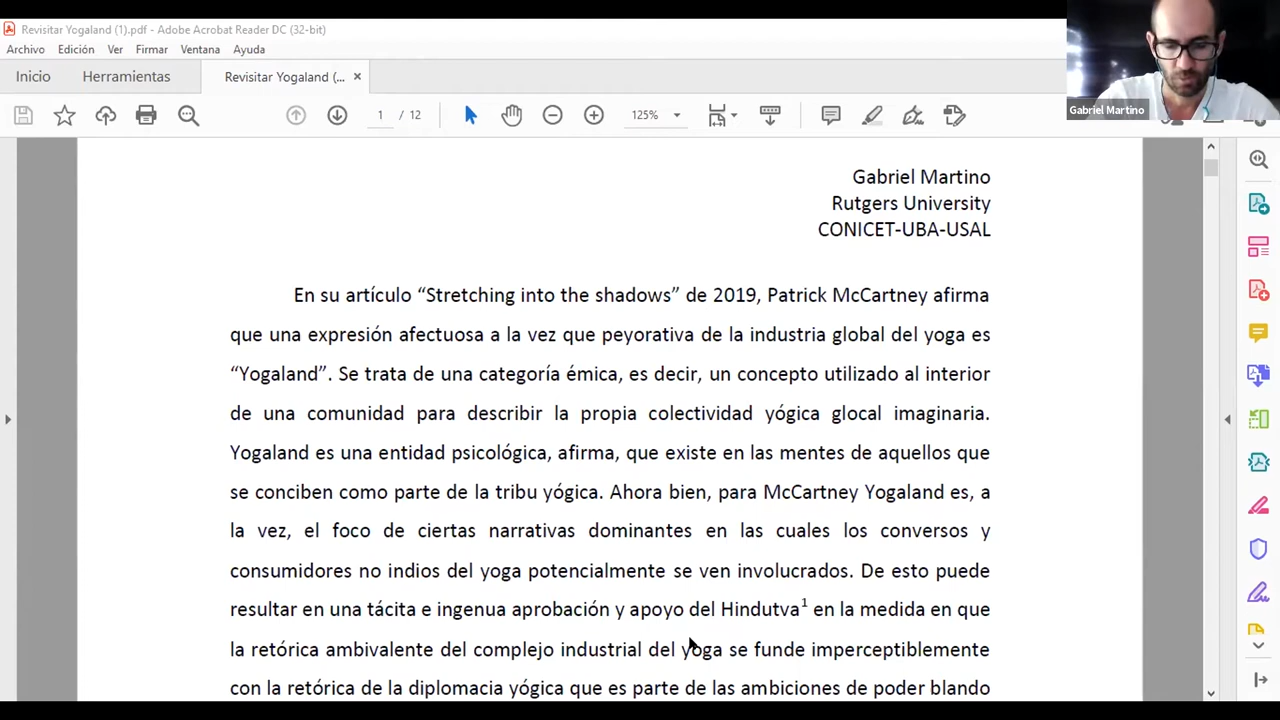 Revisitar Yogaland (1).pdf - Adobe Acrobat Reader DC (32-bit)
Archivo Edición Ver Firmar Ventana Ayuda
Inicio Herramientas Revisitar Yogaland (... ×
1 / 12 125%
Gabriel Martino
Gabriel Martino
Rutgers University
CONICET-UBA-USAL
En su artículo “Stretching into the shadows” de 2019, Patrick McCartney afirma
que una expresión afectuosa a la vez que peyorativa de la industria global del yoga es
“Yogaland”. Se trata de una categoría émica, es decir, un concepto utilizado al interior
de una comunidad para describir la propia colectividad yógica glocal imaginaria.
Yogaland es una entidad psicológica, afirma, que existe en las mentes de aquellos que
se conciben como parte de la tribu yógica. Ahora bien, para McCartney Yogaland es, a
la vez, el foco de ciertas narrativas dominantes en las cuales los conversos y
consumidores no indios del yoga potencialmente se ven involucrados. De esto puede
resultar en una tácita e ingenua aprobación y apoyo del Hindutva1 en la medida en que
la retórica ambivalente del complejo industrial del yoga se funde imperceptiblemente
con la retórica de la diplomacia yógica que es parte de las ambiciones de poder blando